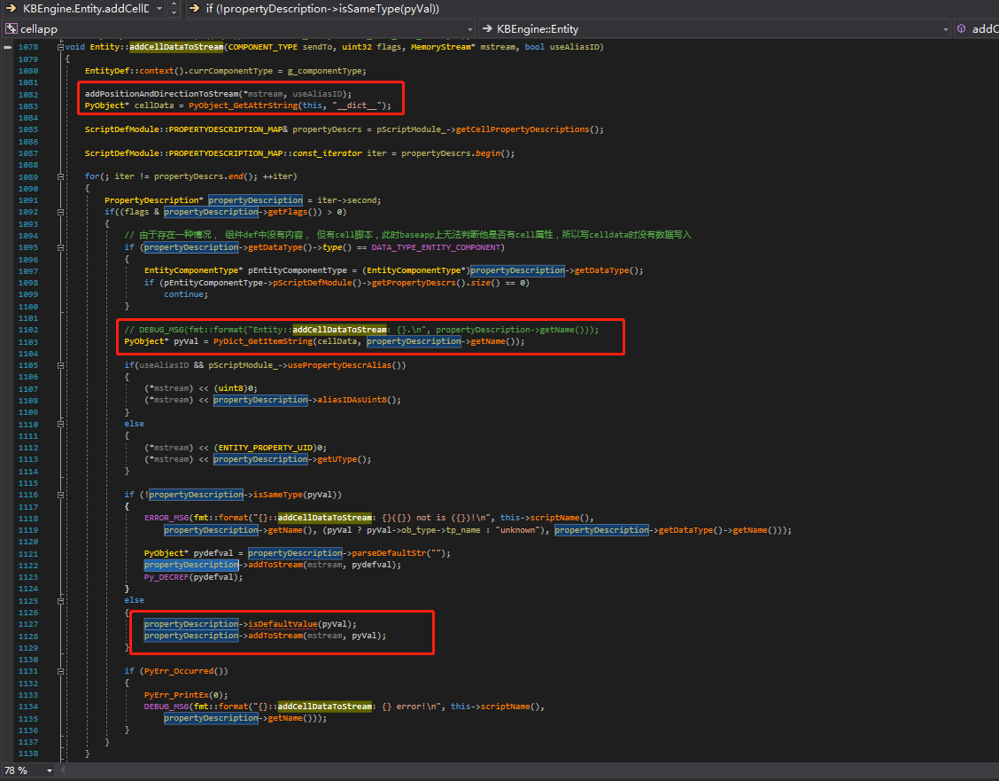 KBEngine.Entity.addCellD
if (!propertyDescription->isSameType(pyVal))
cellapp
KBEngine::Entity
addC
1078 void Entity::addCellDataToStream(COMPONENT_TYPE sendTo, uint32 flags, MemoryStream* mstream, bool useAliasID)
1079 {
1080 EntityDef::context().currComponentType = g_componentType;
1081
1082 addPositionAndDirectionToStream(*mstream, useAliasID);
1083 PyObject* cellData = PyObject_GetAttrString(this, "__dict__");
1084
1085 ScriptDefModule::PROPERTYDESCRIPTION_MAP& propertyDescrs = pScriptModule_->getCellPropertyDescriptions();
1086
1087 ScriptDefModule::PROPERTYDESCRIPTION_MAP::const_iterator iter = propertyDescrs.begin();
1088
1089 for(; iter != propertyDescrs.end(); ++iter)
1090 {
1091 PropertyDescription* propertyDescription = iter->second;
1092 if((flags & propertyDescription->getFlags()) > 0)
1093 {
1094 // 由于存在一种情况， 组件def中没有内容， 但有cell脚本，此时baseapp上无法判断他是否有cell属性，所以写celldata时没有数据写入
1095 if (propertyDescription->getDataType()->type() == DATA_TYPE_ENTITY_COMPONENT)
1096 {
1097 EntityComponentType* pEntityComponentType = (EntityComponentType*)propertyDescription->getDataType();
1098 if (pEntityComponentType->pScriptDefModule()->getPropertyDescrs().size() == 0)
1099 continue;
1100 }
1101
1102 // DEBUG_MSG(fmt::format("Entity::addCellDataToStream: {}.\n", propertyDescription->getName()));
1103 PyObject* pyVal = PyDict_GetItemString(cellData, propertyDescription->getName());
1104
1105 if(useAliasID && pScriptModule_->usePropertyDescrAlias())
1106 {
1107 (*mstream) << (uint8)0;
1108 (*mstream) << propertyDescription->aliasIDAsUint8();
1109 }
1110 else
1111 {
1112 (*mstream) << (ENTITY_PROPERTY_UID)0;
1113 (*mstream) << propertyDescription->getUType();
1114 }
1115
1116 if (!propertyDescription->isSameType(pyVal))
1117 {
1118 ERROR_MSG(fmt::format("{}::addCellDataToStream: {}({}) not is ({})!\n", this->scriptName(),
1119 propertyDescription->getName(), (pyVal ? pyVal->ob_type->tp_name : "unknown"), propertyDescription->getDataType()->getName()));
1120
1121 PyObject* pydefval = propertyDescription->parseDefaultStr("");
1122 propertyDescription->addToStream(mstream, pydefval);
1123 Py_DECREF(pydefval);
1124 }
1125 else
1126 {
1127 propertyDescription->isDefaultValue(pyVal);
1128 propertyDescription->addToStream(mstream, pyVal);
1129 }
1130
1131 if (PyErr_Occurred())
1132 {
1133 PyErr_PrintEx(0);
1134 DEBUG_MSG(fmt::format("{}::addCellDataToStream: {} error!\n", this->scriptName(),
1135 propertyDescription->getName()));
1136 }
1137 }
1138 }
78 %